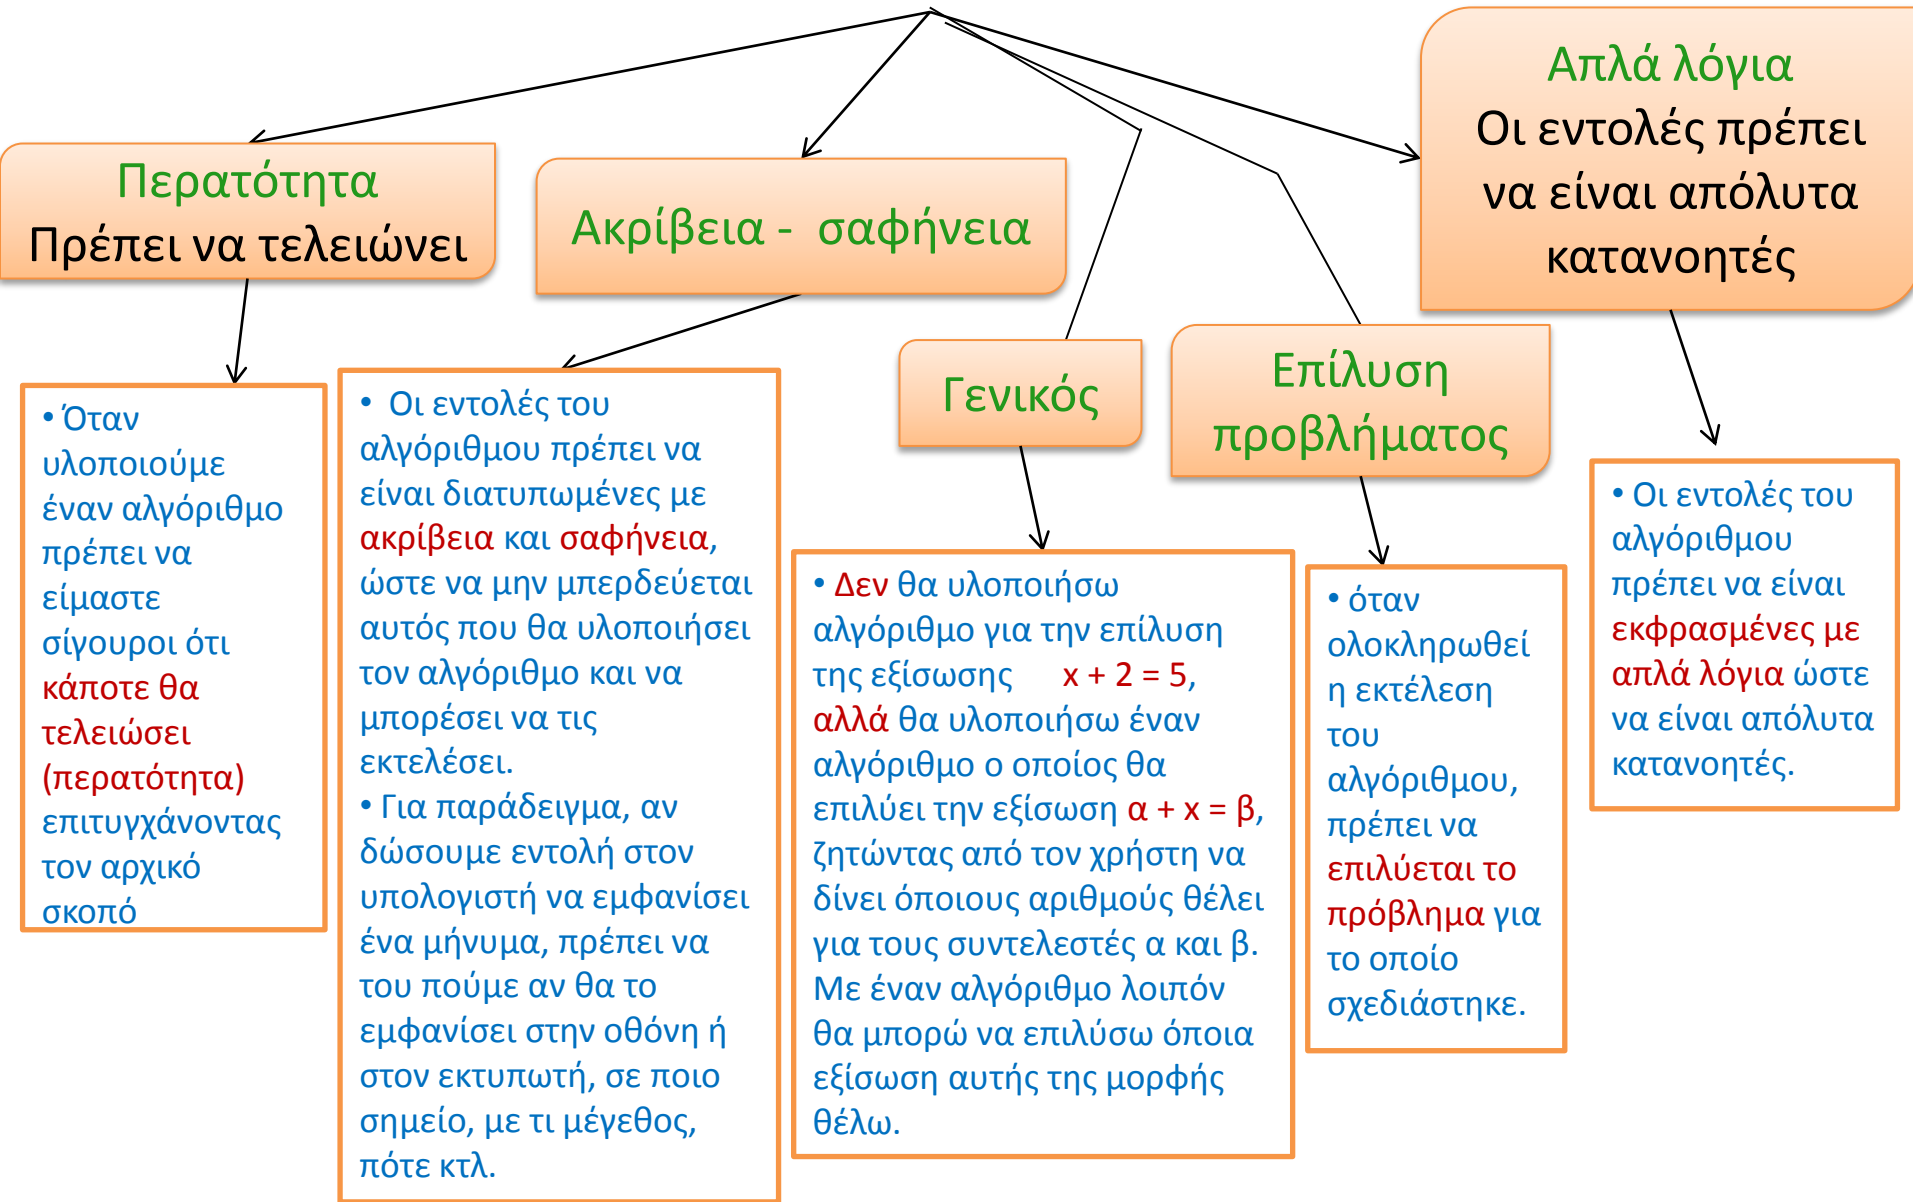 Περατότητα
Πρέπει να τελειώνει
Ακρίβεια - σαφήνεια
Γενικός
Επίλυση
προβλήματος
Απλά λόγια
Οι εντολές πρέπει
να είναι απόλυτα
κατανοητές
• Όταν
υλοποιούμε
έναν αλγόριθμο
πρέπει να
είμαστε
σίγουροι ότι
κάποτε θα
τελειώσει
(περατότητα)
επιτυγχάνοντας
τον αρχικό
σκοπό
• Οι εντολές του
αλγόριθμου πρέπει να
είναι διατυπωμένες με
ακρίβεια και σαφήνεια,
ώστε να μην μπερδεύεται
αυτός που θα υλοποιήσει
τον αλγόριθμο και να
μπορέσει να τις
εκτελέσει.
• Για παράδειγμα, αν
δώσουμε εντολή στον
υπολογιστή να εμφανίσει
ένα μήνυμα, πρέπει να
του πούμε αν θα το
εμφανίσει στην οθόνη ή
στον εκτυπωτή, σε ποιο
σημείο, με τι μέγεθος,
πότε κτλ.
• Δεν θα υλοποιήσω
αλγόριθμο για την επίλυση
της εξίσωσης x + 2 = 5,
αλλά θα υλοποιήσω έναν
αλγόριθμο ο οποίος θα
επιλύει την εξίσωση α + x = β,
ζητώντας από τον χρήστη να
δίνει όποιους αριθμούς θέλει
για τους συντελεστές α και β.
Με έναν αλγόριθμο λοιπόν
θα μπορώ να επιλύσω όποια
εξίσωση αυτής της μορφής
θέλω.
• όταν
ολοκληρωθεί
η εκτέλεση
του
αλγόριθμου,
πρέπει να
επιλύεται το
πρόβλημα για
το οποίο
σχεδιάστηκε.
• Οι εντολές του
αλγόριθμου
πρέπει να είναι
εκφρασμένες με
απλά λόγια ώστε
να είναι απόλυτα
κατανοητές.